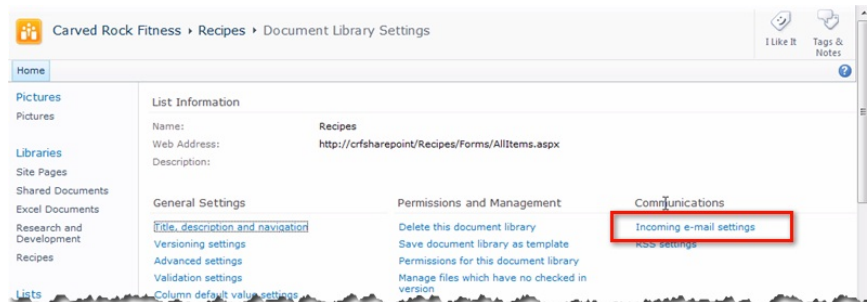 Carved Rock Fitness ▸ Recipes ▸ Document Library Settings
I Like It
Tags &
Notes
Home
Pictures
Pictures
Libraries
Site Pages
Shared Documents
Excel Documents
Research and
Development
Recipes
Lists
List Information
Name: Recipes
Web Address: http://crfsharepoint/Recipes/Forms/AllItems.aspx
Description:
General Settings
Title, description and navigation
Versioning settings
Advanced settings
Validation settings
Column default value settings
Permissions and Management
Delete this document library
Save document library as template
Permissions for this document library
Manage files which have no checked in
version
Communications
Incoming e-mail settings
RSS settings